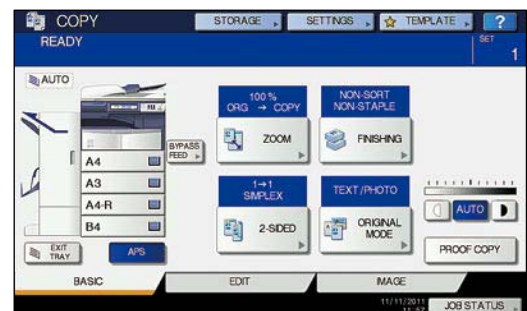 COPY
STORAGE
SETTINGS
TEMPLATE
?
READY
SET
1
AUTO
100 %
ORG → COPY
NON-SORT
NON-STAPLE
ZOOM
FINISHING
BYPASS
FEED
A4
A3
A4-R
B4
1→1
SIMPLEX
TEXT/PHOTO
2-SIDED
ORIGINAL
MODE
AUTO
EXIT
TRAY
APS
PROOF COPY
BASIC
EDIT
IMAGE
11/11/2011
11:57
JOB STATUS